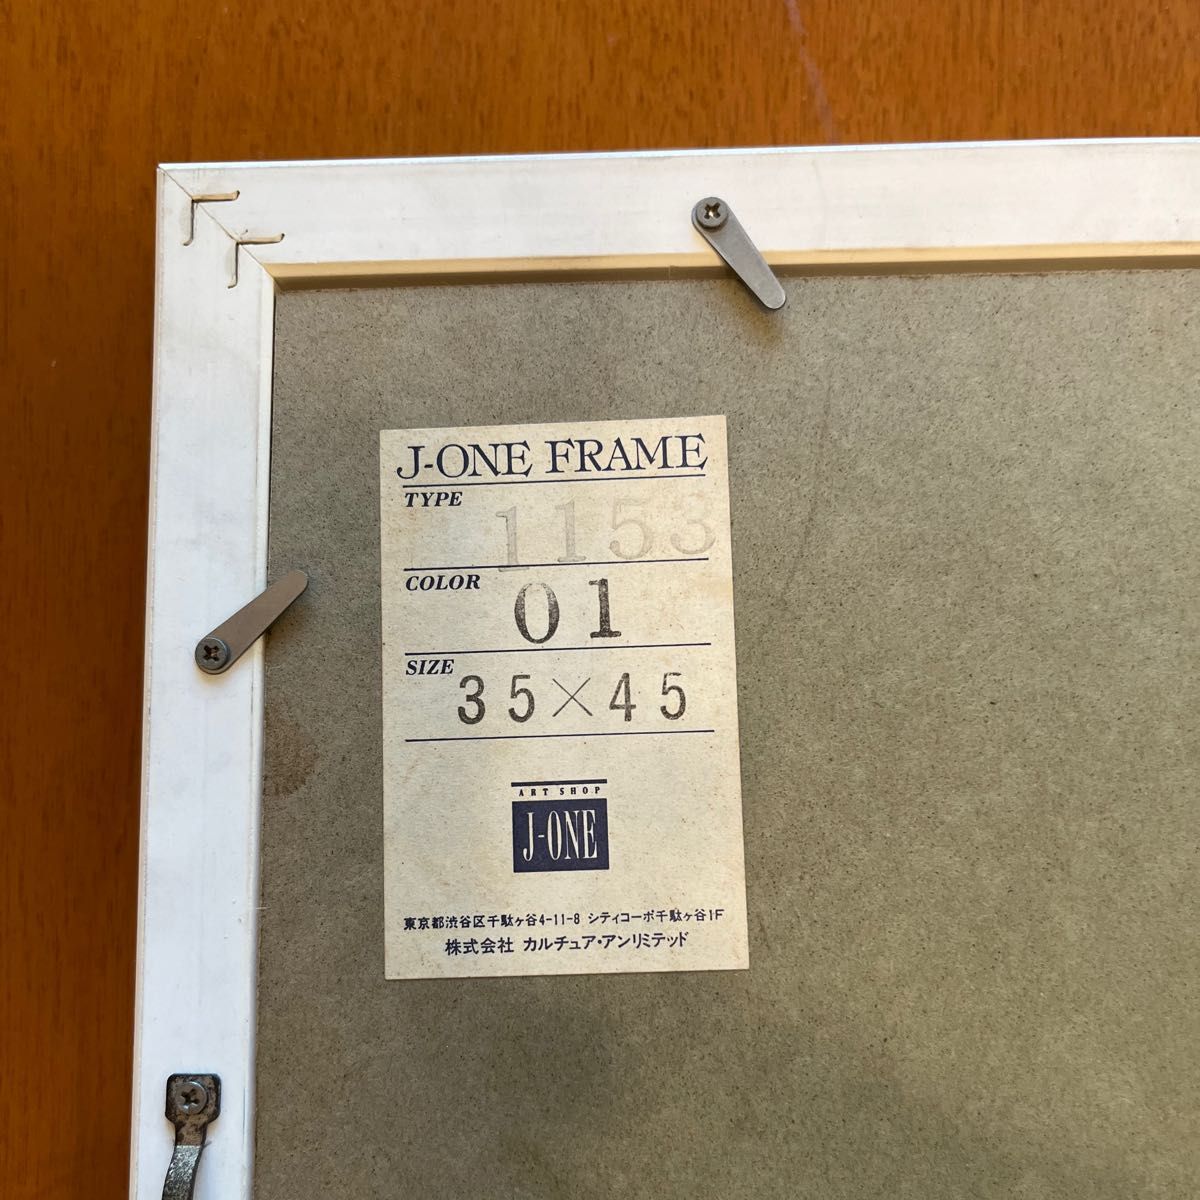 J-ONE FRAME
TYPE
1153
COLOR
01
SIZE
35×45
ART SHOP
J-ONE
東京都渋谷区千駄ヶ谷4-11-8 シティコーポ千駄ヶ谷1F
株式会社 カルチュア・アンリミテッド